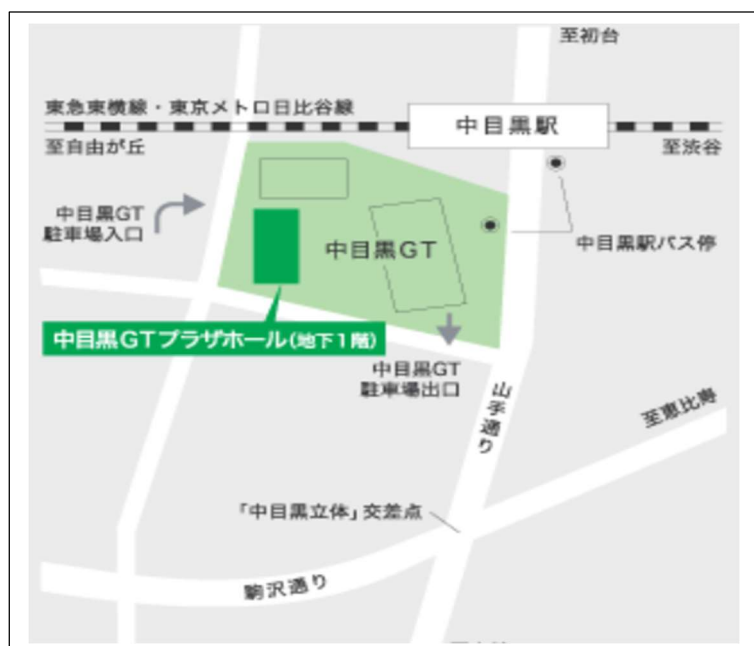 至初台
東急東横線・東京メトロ日比谷線
中目黒駅
至自由が丘
至渋谷
中目黒GT
駐車場入口
中目黒GT
中目黒駅バス停
中目黒GTプラザホール(地下1階)
中目黒GT
駐車場出口
山手通り
至恵比寿
「中目黒立体」交差点
駒沢通り